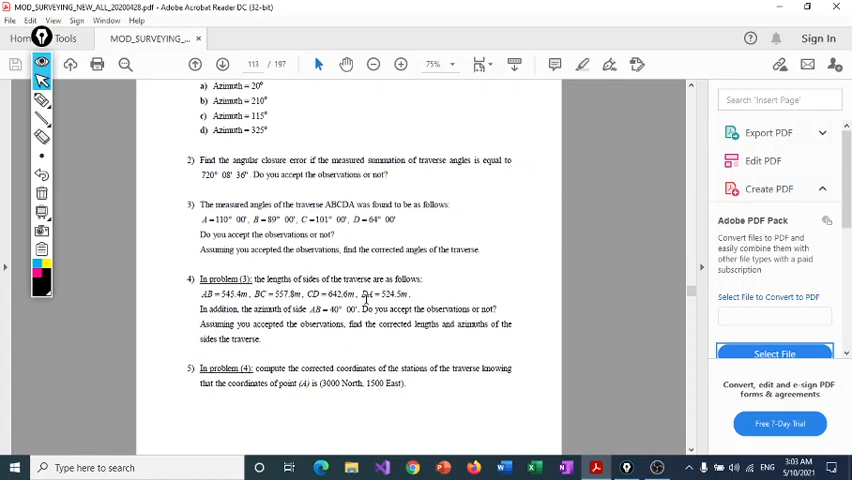 MOD_SURVEYING_NEW_ALL_20200428.pdf - Adobe Acrobat Reader DC (32-bit)
File Edit View Sign Window Help
Home Tools MOD_SURVEYING_... × Sign In
113 / 197 75%
a) Azimuth = 20°
b) Azimuth = 210°
c) Azimuth = 115°
d) Azimuth = 325°
2) Find the angular closure error if the measured summation of traverse angles is equal to
720° 08' 36". Do you accept the observations or not?
3) The measured angles of the traverse ABCDA was found to be as follows:
A = 110° 00', B = 89° 00', C = 101° 00', D = 64° 00'
Do you accept the observations or not?
Assuming you accepted the observations, find the corrected angles of the traverse.
4) In problem (3): the lengths of sides of the traverse are as follows;
AB = 545.4m, BC = 557.8m, CD = 642.6m, DA = 524.5m,
In addition, the azimuth of side AB = 40° 00'. Do you accept the observations or not?
Assuming you accepted the observations, find the corrected lengths and azimuths of the
sides the traverse.
5) In problem (4): compute the corrected coordinates of the stations of the traverse knowing
that the coordinates of point (A) is (3000 North, 1500 East).
Search 'Insert Page'
Export PDF
Edit PDF
Create PDF
Adobe PDF Pack
Convert files to PDFs and
easily combine them
with other file types with
a paid subscription
Select File to Convert to PDF
Select File
Convert, edit and e-sign PDF
forms & agreements
Free 7-Day Trial
Type here to search
ENG
3:03 AM
5/10/2021